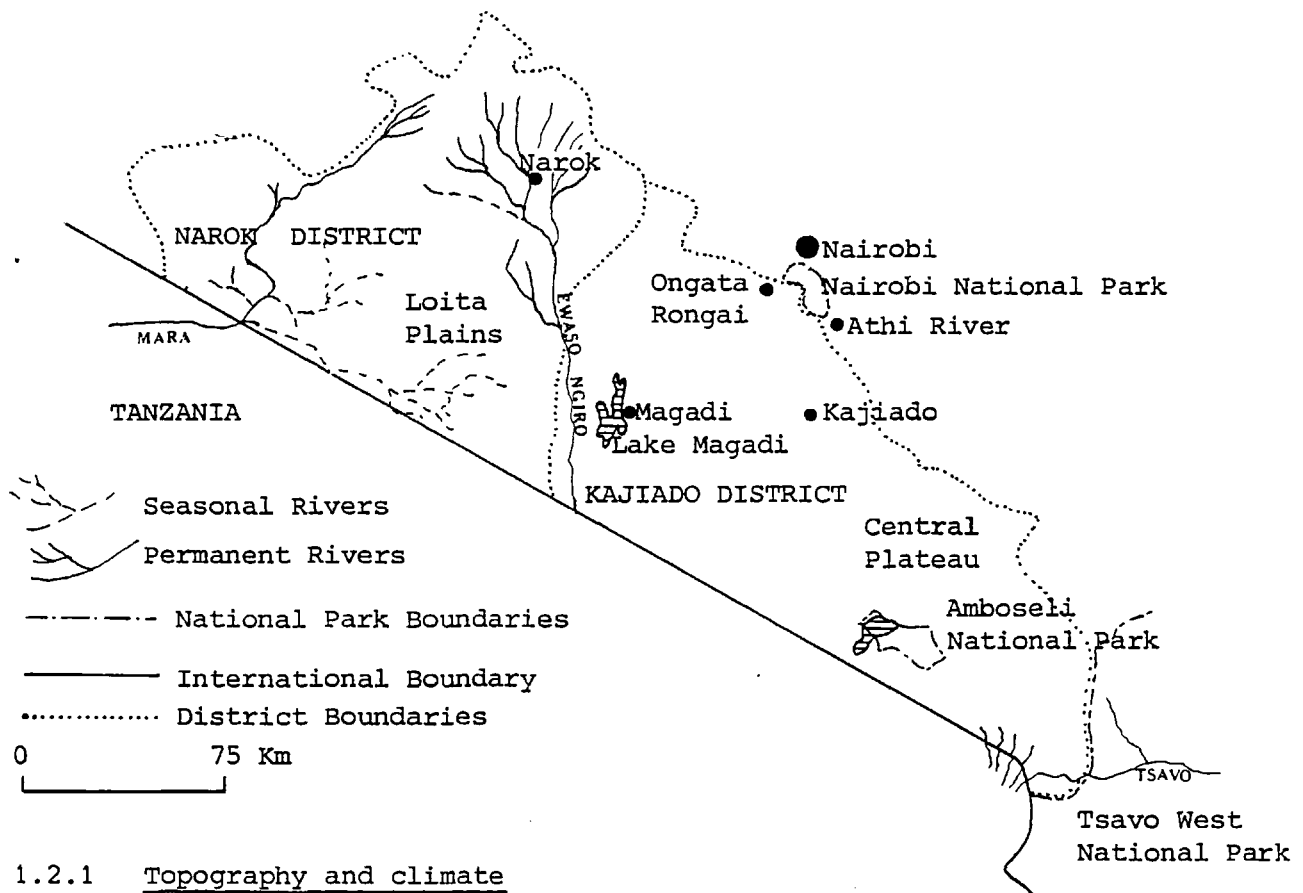 Narok
NAROK DISTRICT
Nairobi
Ongata
Rongai
Nairobi National Park
Loita
Plains
Athi River
MARA
EWASO NGIRO
TANZANIA
Magadi
Kajiado
Lake Magadi
KAJIADO DISTRICT
Seasonal Rivers
Central
Plateau
Permanent Rivers
Amboseli
National Park
National Park Boundaries
International Boundary
District Boundaries
0 75 Km
TSAVO
Tsavo West
National Park
1.2.1 Topography and climate